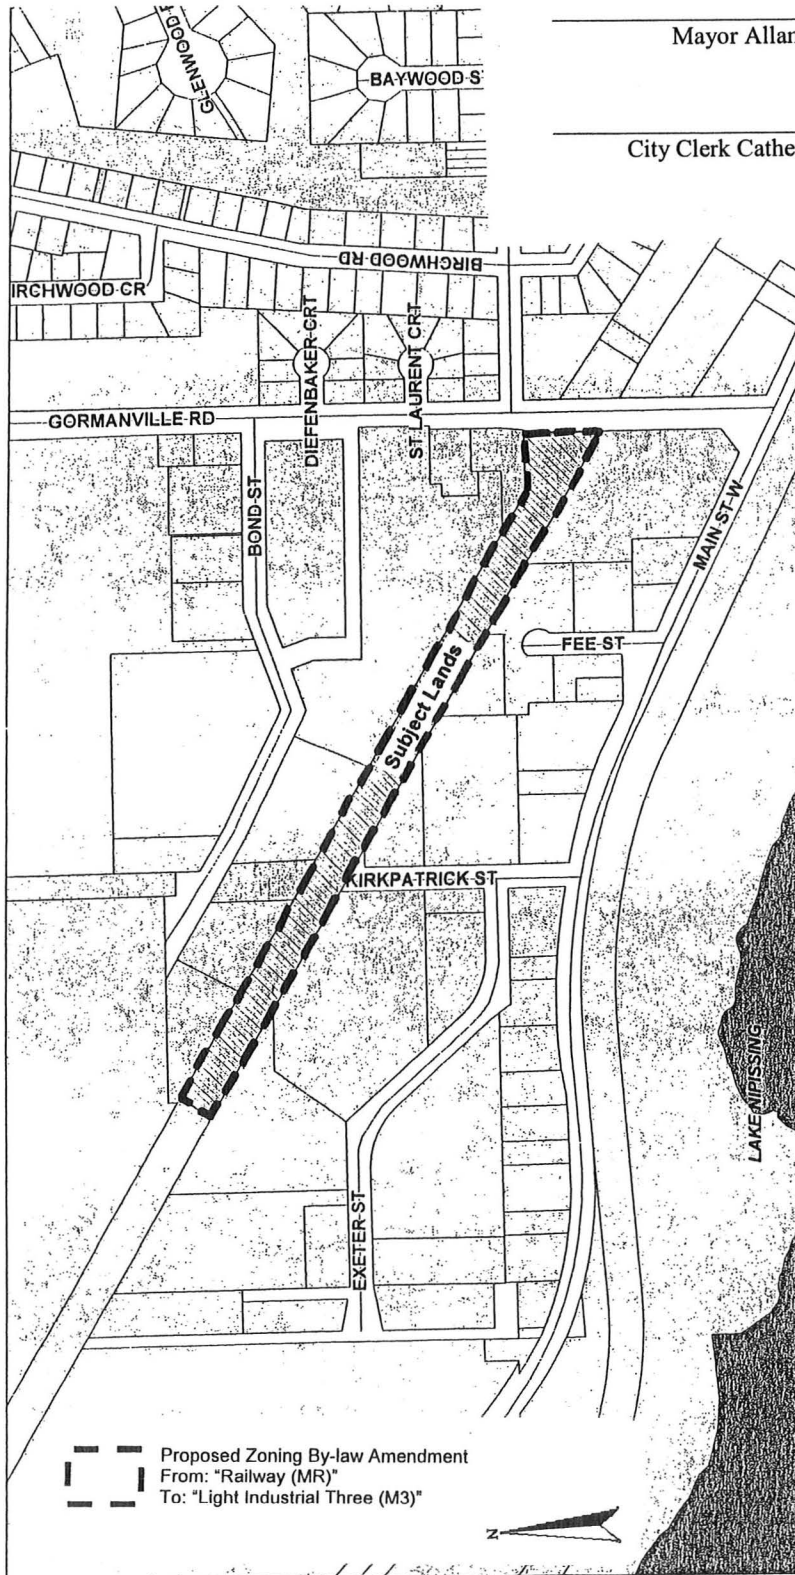 Mayor Allan
City Clerk Cathe
GLENWOOD
BAYWOOD S
BIRCHWOOD RD
IRCHWOOD CR
DIEFENBAKER CRT
ST LAURENT CRT
GORMANVILLE RD
BOND ST
MAIN ST W
FEE ST
Subject Lands
KIRKPATRICK ST
LAKE NIPISSING
EXETER ST
Proposed Zoning By-law Amendment
From: "Railway (MR)"
To: "Light Industrial Three (M3)"
N